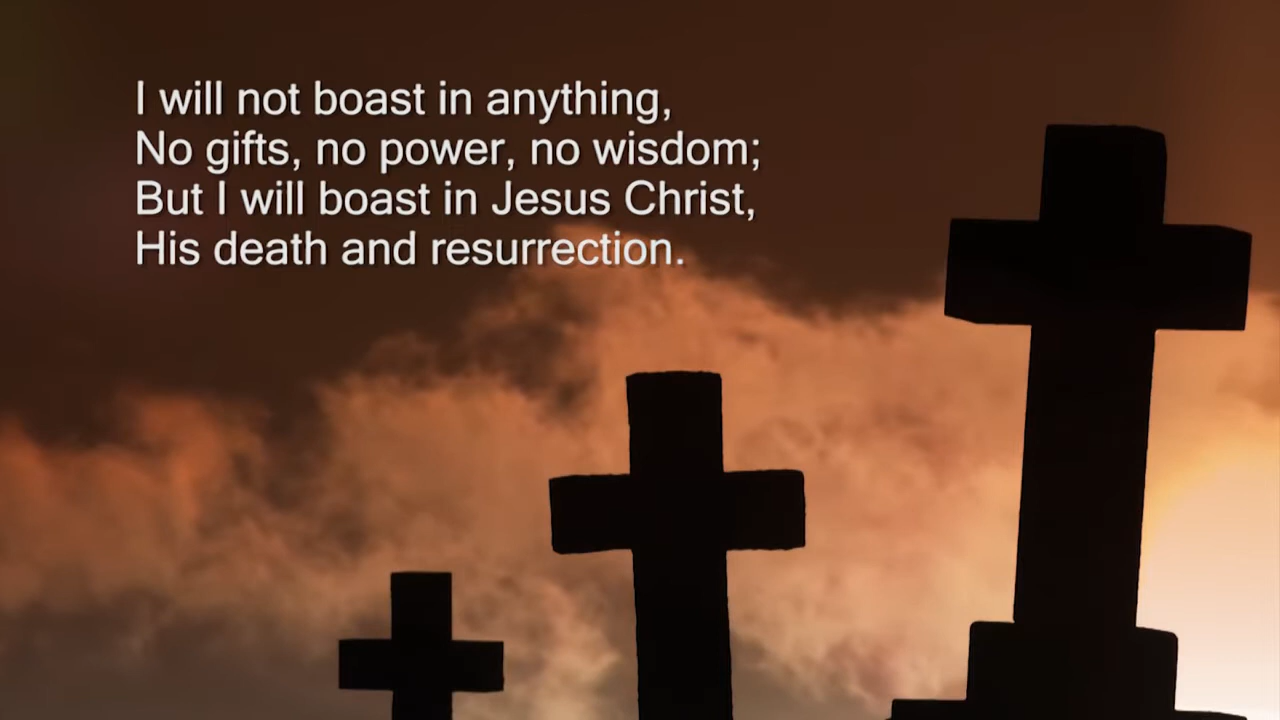 I will not boast in anything,
No gifts, no power, no wisdom;
But I will boast in Jesus Christ,
His death and resurrection.